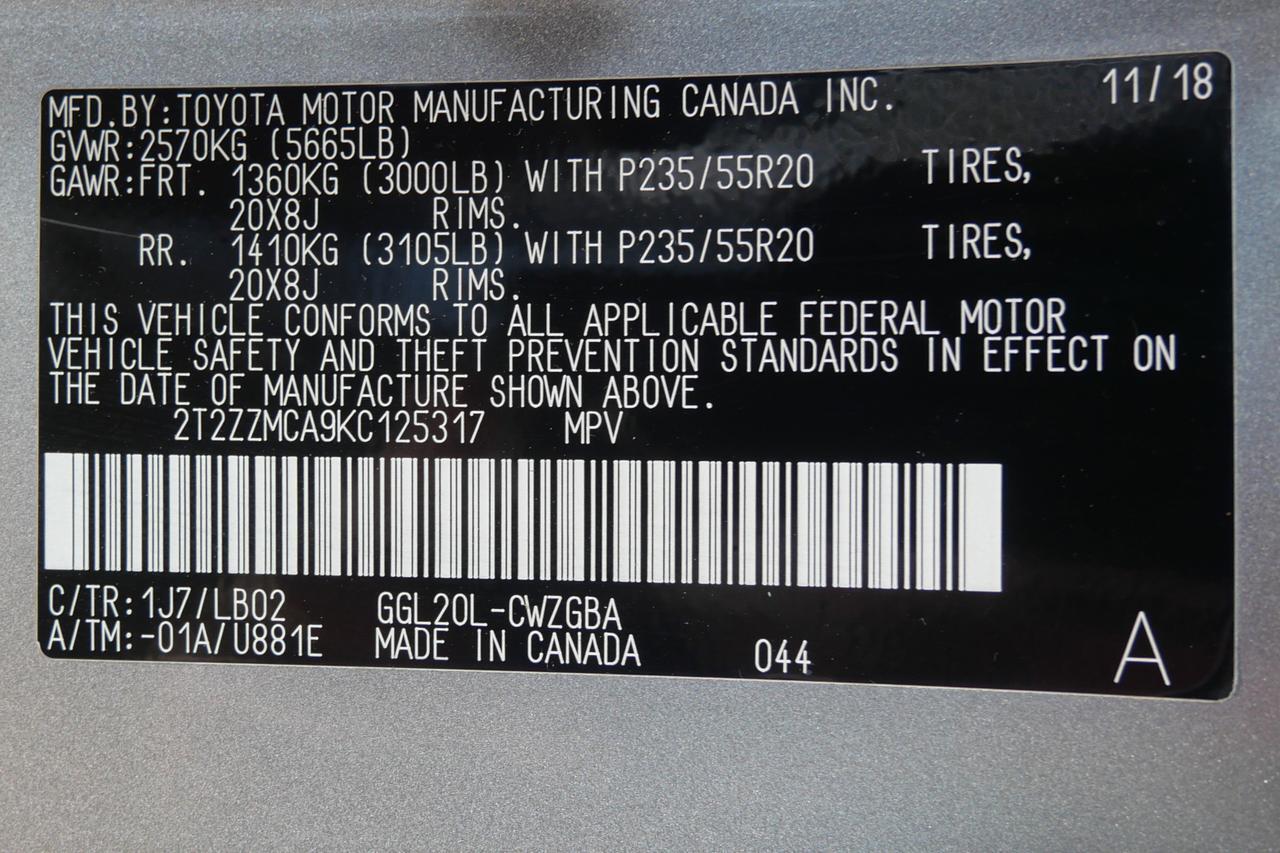 MFD.BY:TOYOTA MOTOR MANUFACTURING CANADA INC. 11/18
GVWR:2570KG (5665LB)
GAWR:FRT. 1360KG (3000LB) WITH P235/55R20 TIRES,
20X8J RIMS.
RR. 1410KG (3105LB) WITH P235/55R20 TIRES,
20X8J RIMS.
THIS VEHICLE CONFORMS TO ALL APPLICABLE FEDERAL MOTOR
VEHICLE SAFETY AND THEFT PREVENTION STANDARDS IN EFFECT ON
THE DATE OF MANUFACTURE SHOWN ABOVE.
2T2ZZMCA9KC125317 MPV
C/TR:1J7/LB02 GGL20L-CWZGBA
A/TM:-01A/U881E MADE IN CANADA 044 A